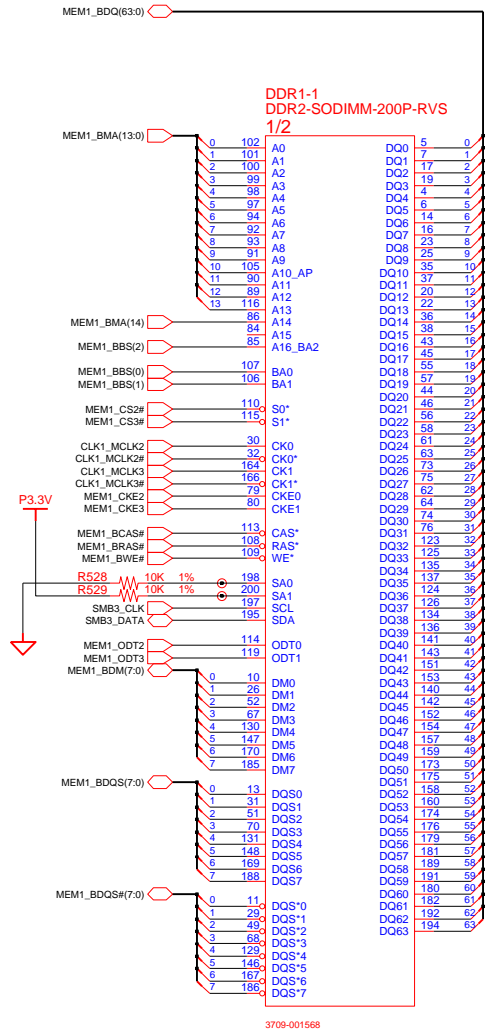 MEM1_BDQ(63:0)
DDR1-1
DDR2-SODIMM-200P-RVS
1/2
MEM1_BMA(13:0)
0 102 A0
1 101 A1
2 100 A2
3 99 A3
4 98 A4
5 97 A5
6 94 A6
7 92 A7
8 93 A8
9 91 A9
10 105 A10_AP
11 90 A11
12 89 A12
13 116 A13
MEM1_BMA(14) 86 A14
84 A15
MEM1_BBS(2) 85 A16_BA2
MEM1_BBS(0) 107 BA0
MEM1_BBS(1) 106 BA1
MEM1_CS2# 110 S0*
MEM1_CS3# 115 S1*
CLK1_MCLK2 30 CK0
CLK1_MCLK2# 32 CK0*
CLK1_MCLK3 164 CK1
CLK1_MCLK3# 166 CK1*
MEM1_CKE2 79 CKE0
MEM1_CKE3 80 CKE1
P3.3V
MEM1_BCAS# 113 CAS*
MEM1_BRAS# 108 RAS*
MEM1_BWE# 109 WE*
R528 10K 1% 198 SA0
R529 10K 1% 200 SA1
SMB3_CLK 197 SCL
SMB3_DATA 195 SDA
MEM1_ODT2 114 ODT0
MEM1_ODT3 119 ODT1
MEM1_BDM(7:0)
0 10 DM0
1 26 DM1
2 52 DM2
3 67 DM3
4 130 DM4
5 147 DM5
6 170 DM6
7 185 DM7
MEM1_BDQS(7:0)
0 13 DQS0
1 31 DQS1
2 51 DQS2
3 70 DQS3
4 131 DQS4
5 148 DQS5
6 169 DQS6
7 188 DQS7
MEM1_BDQS#(7:0)
0 11 DQS*0
1 29 DQS*1
2 49 DQS*2
3 68 DQS*3
4 129 DQS*4
5 146 DQS*5
6 167 DQS*6
7 186 DQS*7
DQ0 5 0
DQ1 7 1
DQ2 17 2
DQ3 19 3
DQ4 4 4
DQ5 6 5
DQ6 14 6
DQ7 16 7
DQ8 23 8
DQ9 25 9
DQ10 35 10
DQ11 37 11
DQ12 20 12
DQ13 22 13
DQ14 36 14
DQ15 38 15
DQ16 43 16
DQ17 45 17
DQ18 55 18
DQ19 57 19
DQ20 44 20
DQ21 46 21
DQ22 56 22
DQ23 58 23
DQ24 61 24
DQ25 63 25
DQ26 73 26
DQ27 75 27
DQ28 62 28
DQ29 64 29
DQ30 74 30
DQ31 76 31
DQ32 123 32
DQ33 125 33
DQ34 135 34
DQ35 137 35
DQ36 124 36
DQ37 126 37
DQ38 134 38
DQ39 136 39
DQ40 141 40
DQ41 143 41
DQ42 151 42
DQ43 153 43
DQ44 140 44
DQ45 142 45
DQ46 152 46
DQ47 154 47
DQ48 157 48
DQ49 159 49
DQ50 173 50
DQ51 175 51
DQ52 158 52
DQ53 160 53
DQ54 174 54
DQ55 176 55
DQ56 179 56
DQ57 181 57
DQ58 189 58
DQ59 191 59
DQ60 180 60
DQ61 182 61
DQ62 192 62
DQ63 194 63
3709-001568